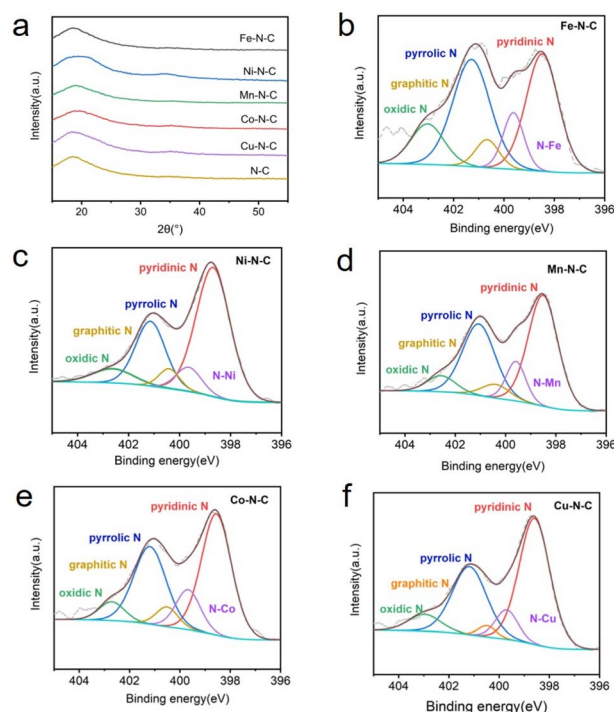 a
Intensity(a.u.)
Fe-N-C
Ni-N-C
Mn-N-C
Co-N-C
Cu-N-C
N-C
20
30
40
50
2θ(°)
b
Intensity(a.u.)
Fe-N-C
pyrrolic N
pyridinic N
graphitic N
oxidic N
N-Fe
404
402
400
398
396
Binding energy(eV)
c
Intensity(a.u.)
Ni-N-C
pyridinic N
pyrrolic N
graphitic N
oxidic N
N-Ni
404
402
400
398
396
Binding energy(eV)
d
Intensity(a.u.)
Mn-N-C
pyridinic N
pyrrolic N
graphitic N
oxidic N
N-Mn
404
402
400
398
396
Binding energy(eV)
e
Intensity(a.u.)
Co-N-C
pyridinic N
pyrrolic N
graphitic N
oxidic N
N-Co
404
402
400
398
396
Binding energy(eV)
f
Intensity(a.u.)
Cu-N-C
pyridinic N
pyrrolic N
graphitic N
oxidic N
N-Cu
404
402
400
398
396
Binding energy(eV)